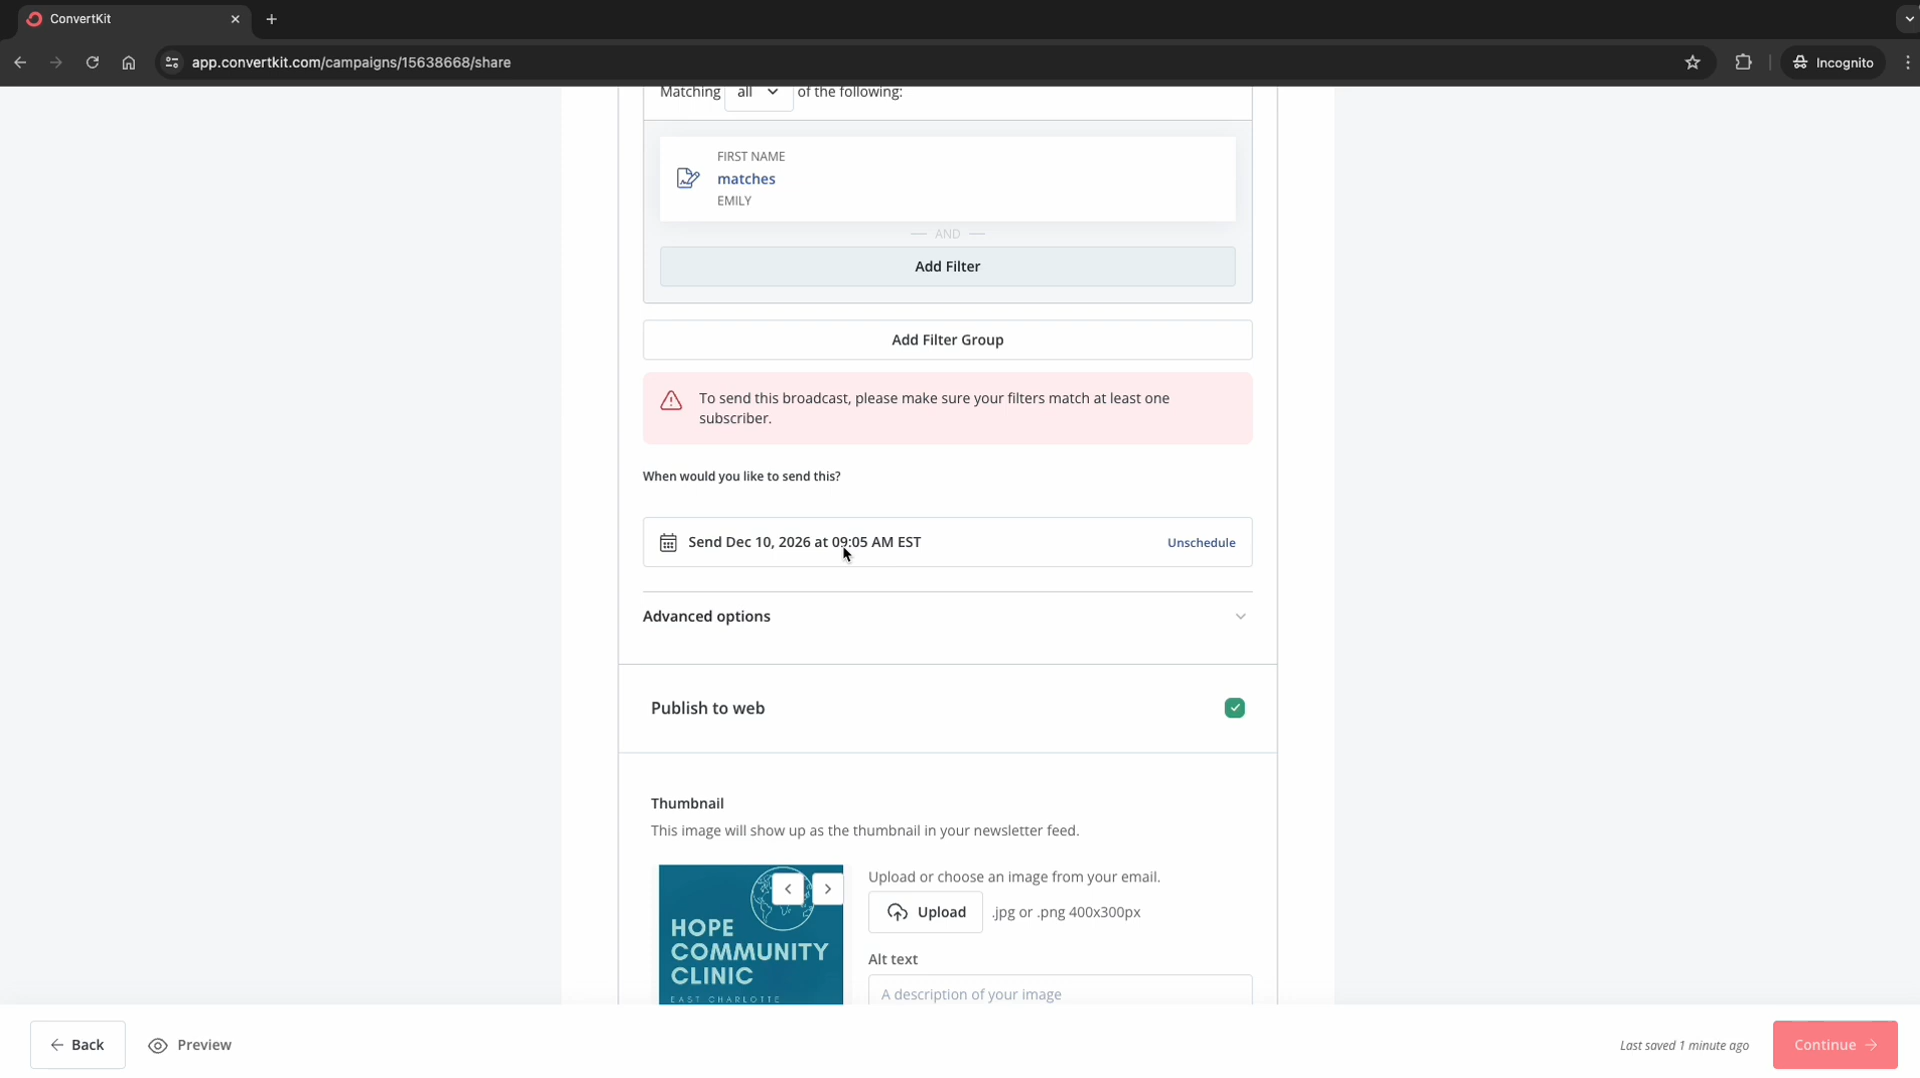 ConvertKit
app.convertkit.com/campaigns/15638668/share
Incognito
Matching all of the following:
FIRST NAME
matches
EMILY
AND
Add Filter
Add Filter Group
To send this broadcast, please make sure your filters match at least one
subscriber.
When would you like to send this?
Send Dec 10, 2026 at 09:05 AM EST
Unschedule
Advanced options
Publish to web
Thumbnail
This image will show up as the thumbnail in your newsletter feed.
HOPE
COMMUNITY
CLINIC
EAST CHARLOTTE
Upload or choose an image from your email.
Upload
.jpg or .png 400x300px
Alt text
A description of your image
Back
Preview
Last saved 1 minute ago
Continue